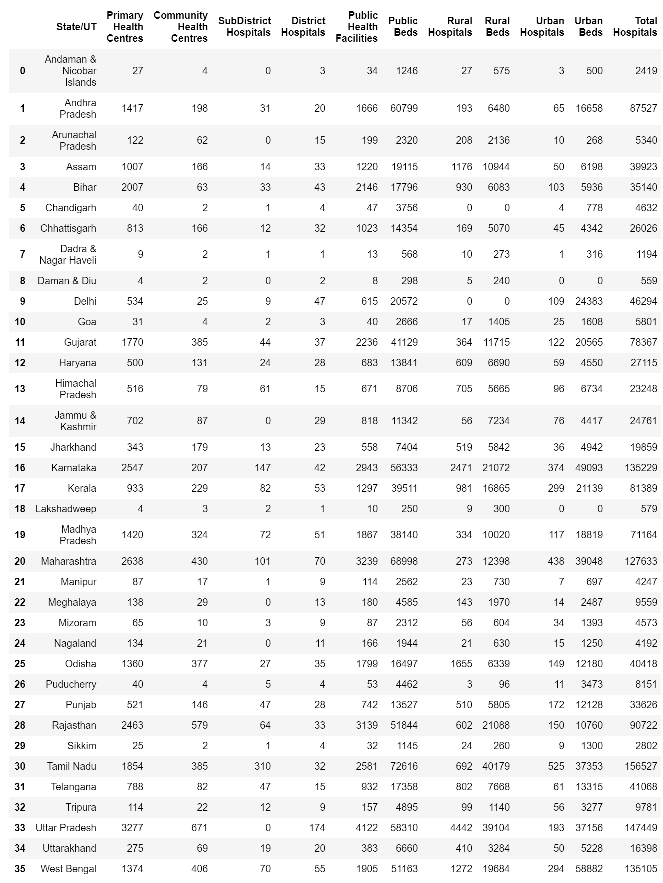 State/UT Primary Health Centres Community Health Centres SubDistrict Hospitals District Hospitals Public Health Facilities Public Beds Rural Hospitals Rural Beds Urban Hospitals Urban Beds Total Hospitals
0 Andaman & Nicobar Islands 27 4 0 3 34 1246 27 575 3 500 2419
1 Andhra Pradesh 1417 198 31 20 1666 60799 193 6480 65 16658 87527
2 Arunachal Pradesh 122 62 0 15 199 2320 208 2136 10 268 5340
3 Assam 1007 166 14 33 1220 19115 1176 10944 50 6198 39923
4 Bihar 2007 63 33 43 2146 17796 930 6083 103 5936 35140
5 Chandigarh 40 2 1 4 47 3756 0 0 4 778 4632
6 Chhattisgarh 813 166 12 32 1023 14354 169 5070 45 4342 26026
7 Dadra & Nagar Haveli 9 2 1 1 13 568 10 273 1 316 1194
8 Daman & Diu 4 2 0 2 8 298 5 240 0 0 559
9 Delhi 534 25 9 47 615 20572 0 0 109 24383 46294
10 Goa 31 4 2 3 40 2666 17 1405 25 1608 5801
11 Gujarat 1770 385 44 37 2236 41129 364 11715 122 20565 78367
12 Haryana 500 131 24 28 683 13841 609 6690 59 4550 27115
13 Himachal Pradesh 516 79 61 15 671 8706 705 5665 96 6734 23248
14 Jammu & Kashmir 702 87 0 29 818 11342 56 7234 76 4417 24761
15 Jharkhand 343 179 13 23 558 7404 519 5842 36 4942 19859
16 Karnataka 2547 207 147 42 2943 56333 2471 21072 374 49093 135229
17 Kerala 933 229 82 53 1297 39511 981 16865 299 21139 81389
18 Lakshadweep 4 3 2 1 10 250 9 300 0 0 579
19 Madhya Pradesh 1420 324 72 51 1867 38140 334 10020 117 18819 71164
20 Maharashtra 2638 430 101 70 3239 68998 273 12398 438 39048 127633
21 Manipur 87 17 1 9 114 2562 23 730 7 697 4247
22 Meghalaya 138 29 0 13 180 4585 143 1970 14 2487 9559
23 Mizoram 65 10 3 9 87 2312 56 604 34 1393 4573
24 Nagaland 134 21 0 11 166 1944 21 630 15 1250 4192
25 Odisha 1360 377 27 35 1799 16497 1655 6339 149 12180 40418
26 Puducherry 40 4 5 4 53 4462 3 96 11 3473 8151
27 Punjab 521 146 47 28 742 13527 510 5805 172 12128 33626
28 Rajasthan 2463 579 64 33 3139 51844 602 21088 150 10760 90722
29 Sikkim 25 2 1 4 32 1145 24 260 9 1300 2802
30 Tamil Nadu 1854 385 310 32 2581 72616 692 40179 525 37353 156527
31 Telangana 788 82 47 15 932 17358 802 7668 61 13315 41068
32 Tripura 114 22 12 9 157 4895 99 1140 56 3277 9781
33 Uttar Pradesh 3277 671 0 174 4122 58310 4442 39104 193 37156 147449
34 Uttarakhand 275 69 19 20 383 6660 410 3284 50 5228 16398
35 West Bengal 1374 406 70 55 1905 51163 1272 19684 294 58882 135105